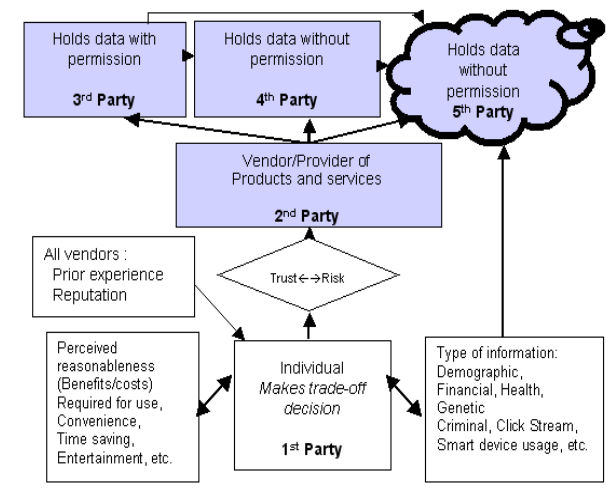 Holds data with
permission
3rd Party
Holds data without
permission
4th Party
Holds data
without
permission
5th Party
Vendor/Provider of
Products and services
2nd Party
All vendors :
Prior experience
Reputation
Trust←→Risk
Perceived
reasonableness
(Benefits/costs)
Required for use,
Convenience,
Time saving,
Entertainment, etc.
Individual
Makes trade-off
decision
1st Party
Type of information:
Demographic,
Financial, Health,
Genetic
Criminal, Click Stream,
Smart device usage, etc.